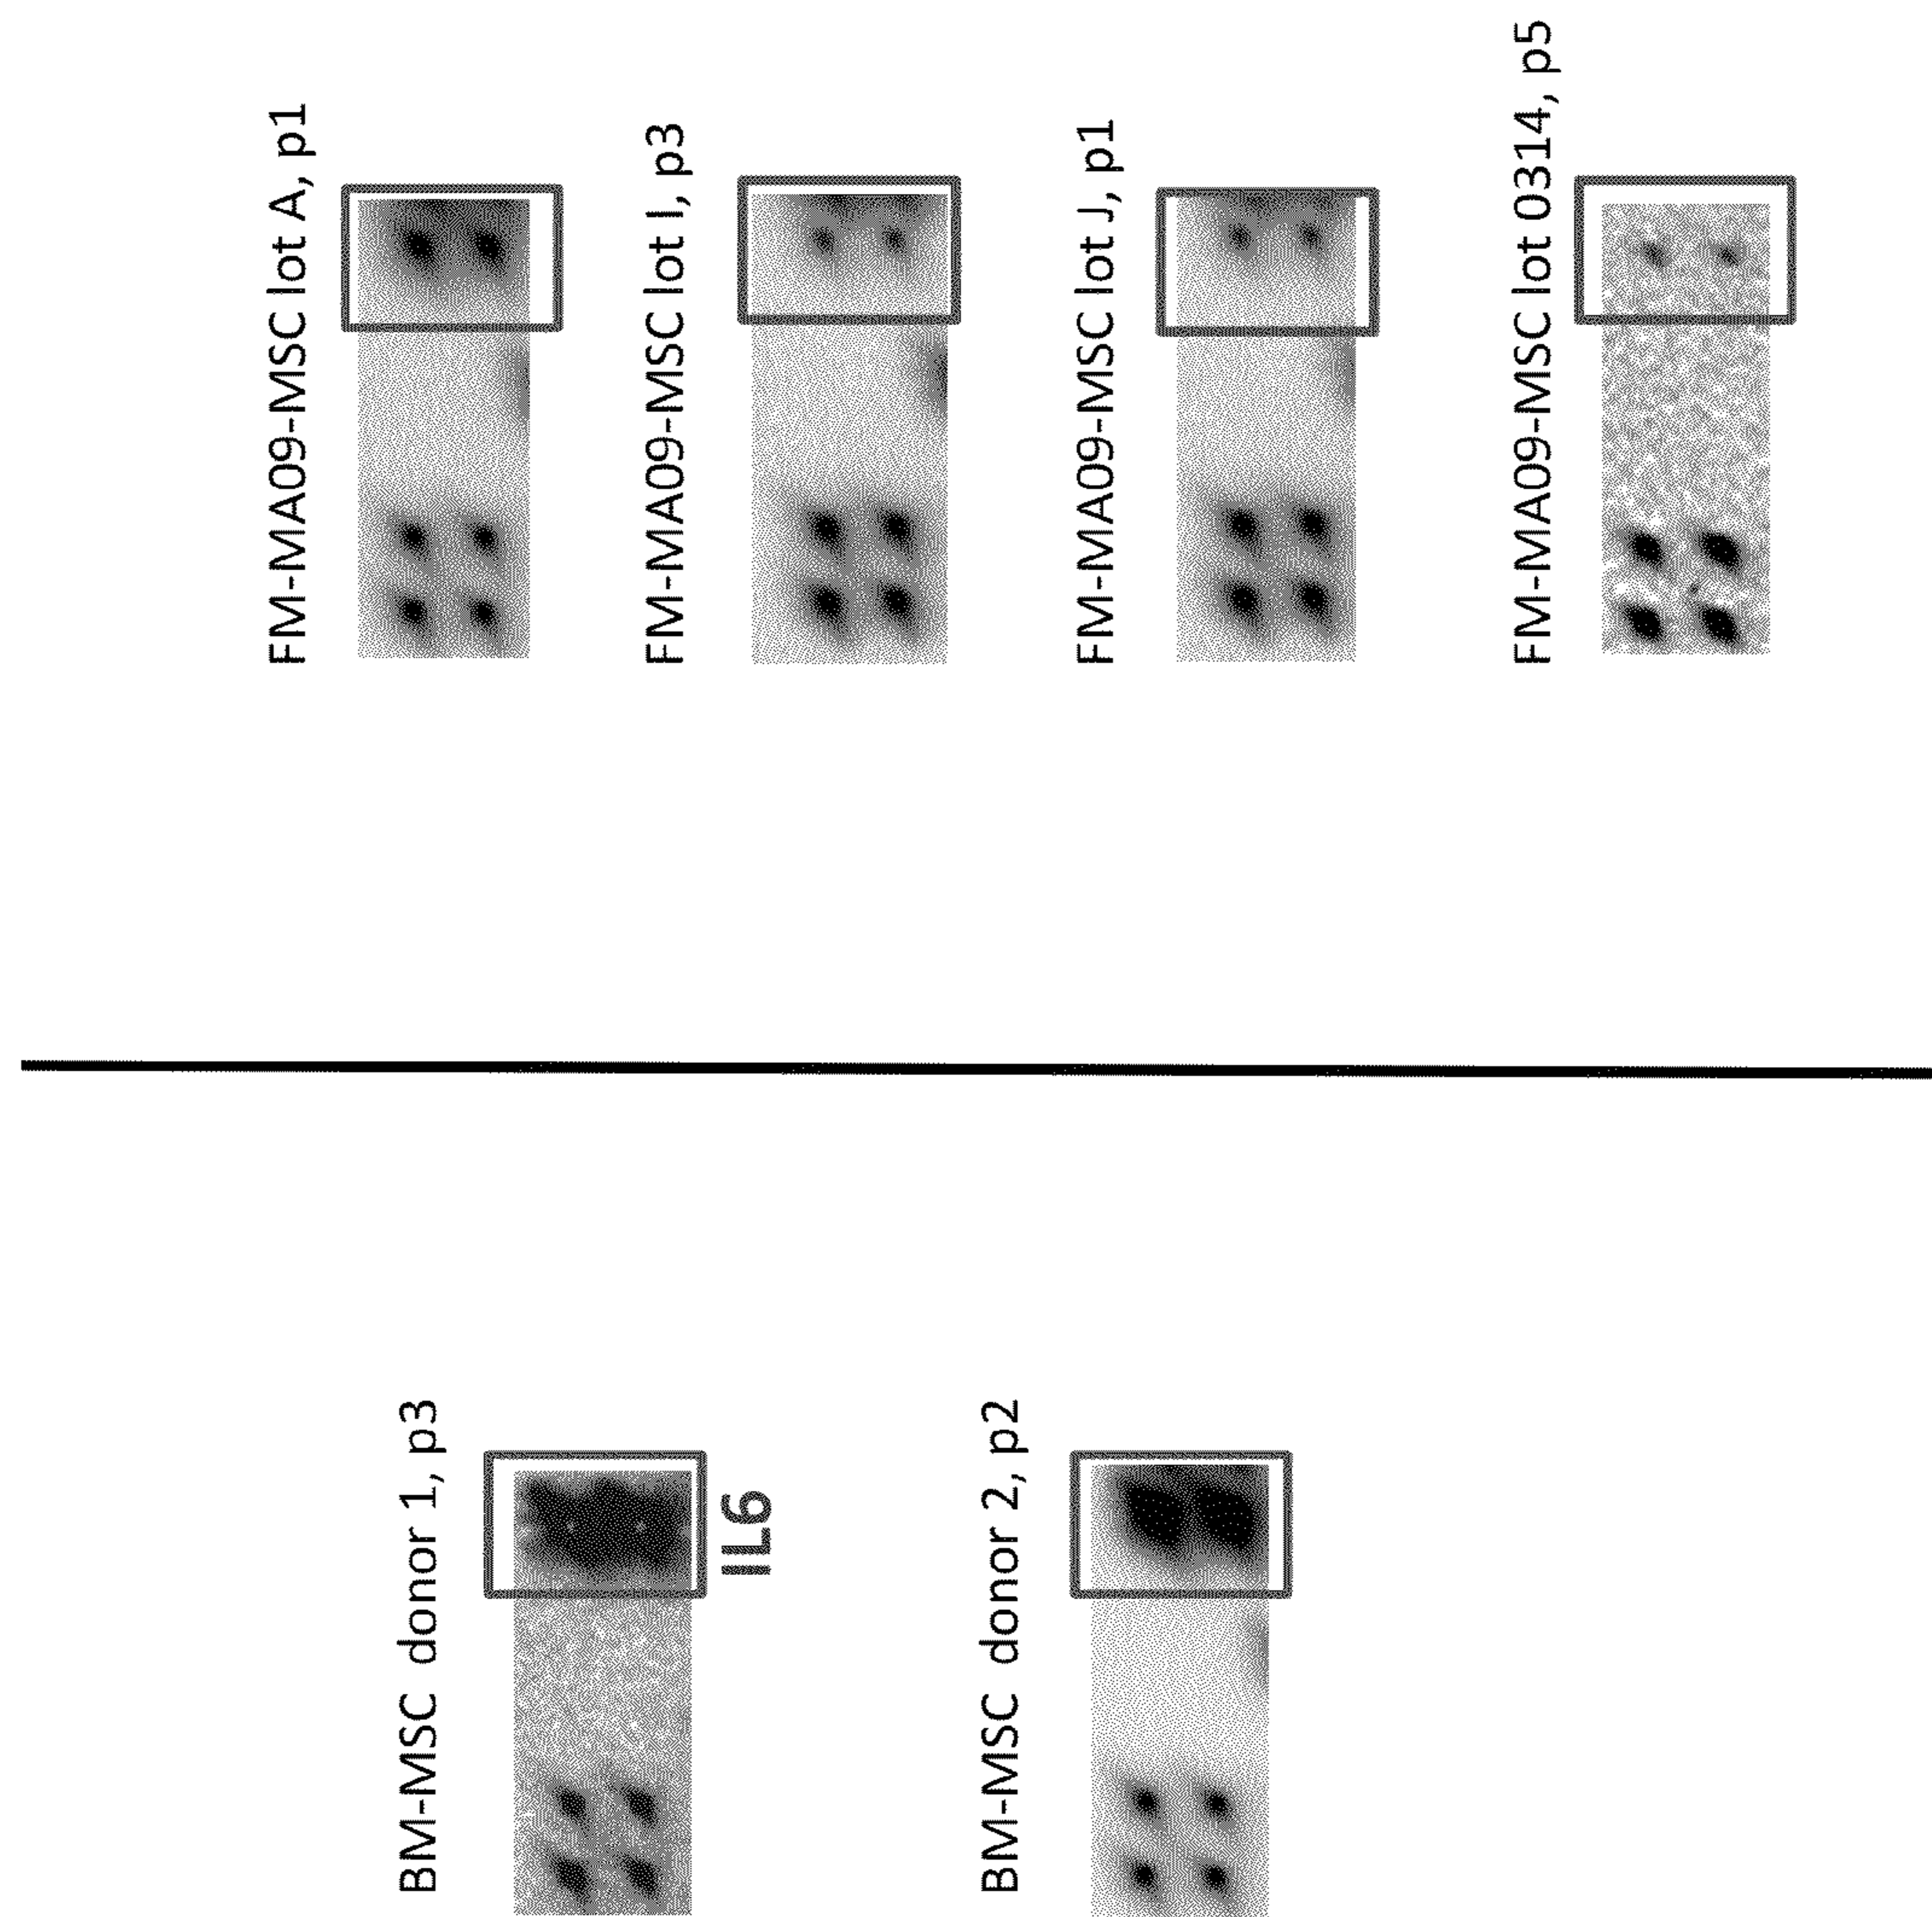 BM-MSC donor 1, p3
IL6
BM-MSC donor 2, p2
FM-MA09-MSC lot A, p1
FM-MA09-MSC lot I, p3
FM-MA09-MSC lot J, p1
FM-MA09-MSC lot 0314, p5